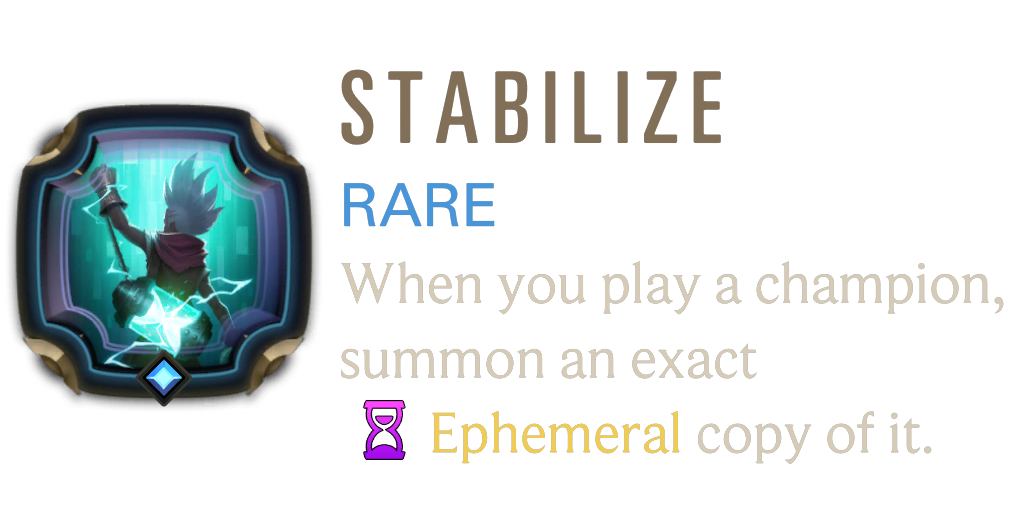 STABILIZE
RARE
When you play a champion,
summon an exact
Ephemeral copy of it.